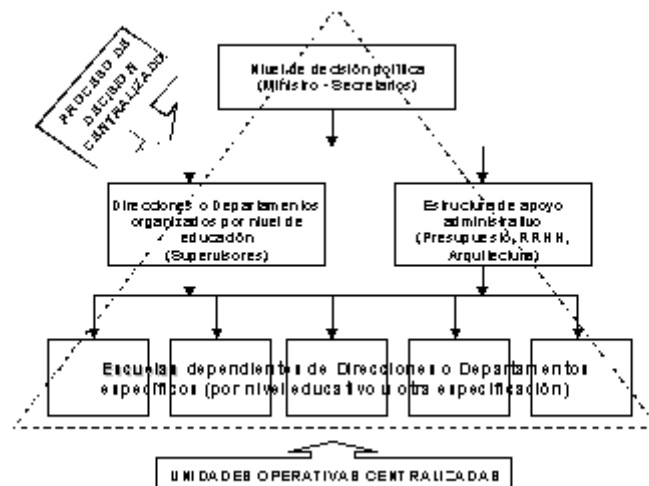 PROCESO DE
DECISION
CENTRALIZADO
Nivel de decisión política
(Ministro - Secretarios)
Direcciones o Departamentos
organizados por nivel de
educación
(Supervisores)
Estructura de apoyo
administrativo
(Presupuesto, RRHH,
Arquitectura)
Escuelas dependientes de Direcciones o Departamentos
específicos (por nivel educativo u otra especificación)
UNIDADES OPERATIVAS CENTRALIZADAS